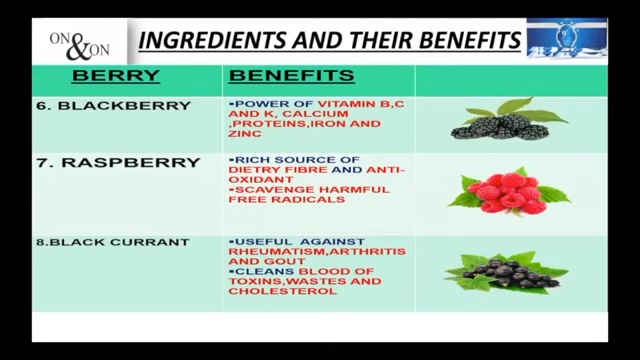 ON
&
ON
INGREDIENTS AND THEIR BENEFITS
BERRY
BENEFITS
6. BLACKBERRY
▪POWER OF VITAMIN B,C
AND K, CALCIUM
,PROTEINS,IRON AND
ZINC
7. RASPBERRY
▪RICH SOURCE OF
DIETRY FIBRE AND ANTI-
OXIDANT
▪SCAVENGE HARMFUL
FREE RADICALS
8.BLACK CURRANT
▪USEFUL AGAINST
RHEUMATISM,ARTHRITIS
AND GOUT
▪CLEANS BLOOD OF
TOXINS,WASTES AND
CHOLESTEROL